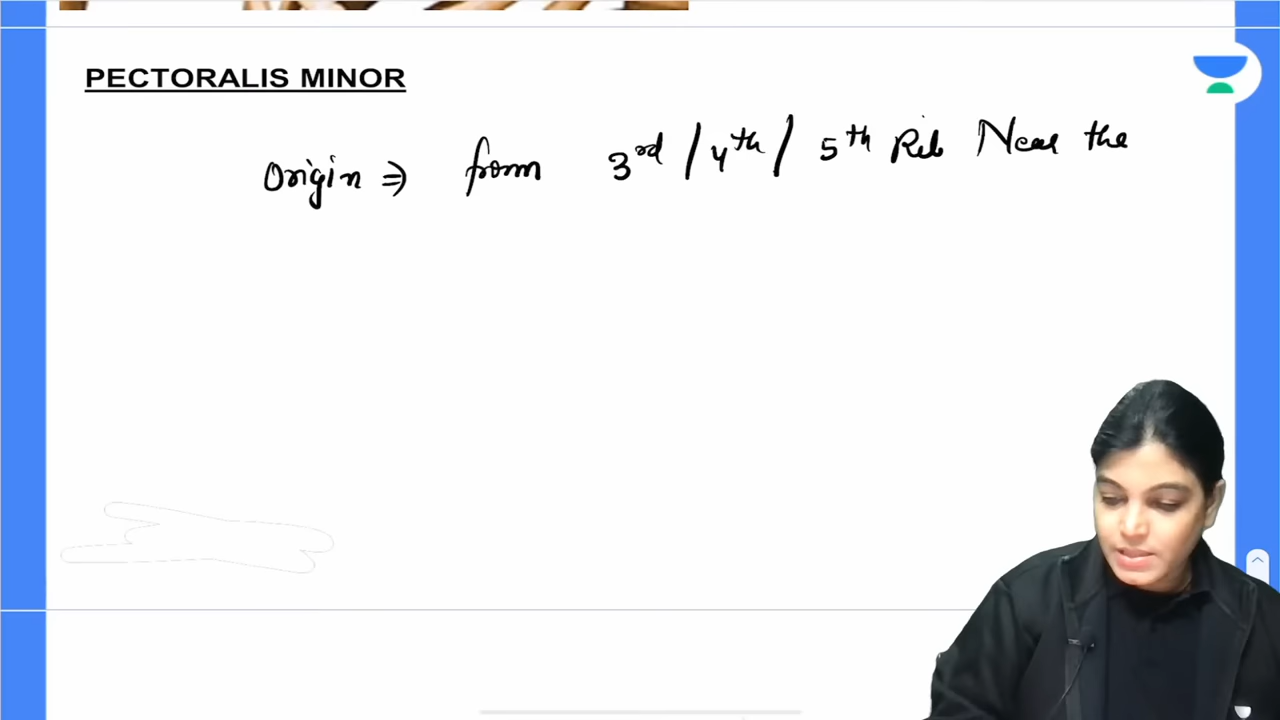 PECTORALIS MINOR
Origin ⇒ from 3rd / 4th / 5th Rib Near the